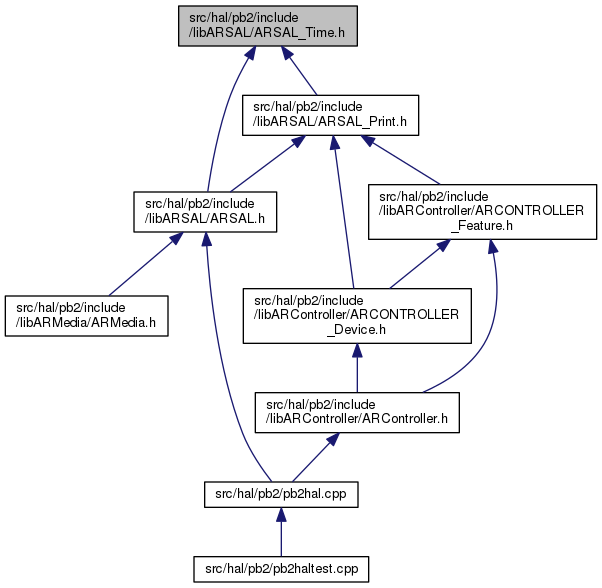 src/hal/pb2/include
/libARSAL/ARSAL_Time.h
src/hal/pb2/include
/libARSAL/ARSAL_Print.h
src/hal/pb2/include
/libARSAL/ARSAL.h
src/hal/pb2/include
/libARController/ARCONTROLLER
_Feature.h
src/hal/pb2/include
/libARMedia/ARMedia.h
src/hal/pb2/include
/libARController/ARCONTROLLER
_Device.h
src/hal/pb2/include
/libARController/ARController.h
src/hal/pb2/pb2hal.cpp
src/hal/pb2/pb2haltest.cpp